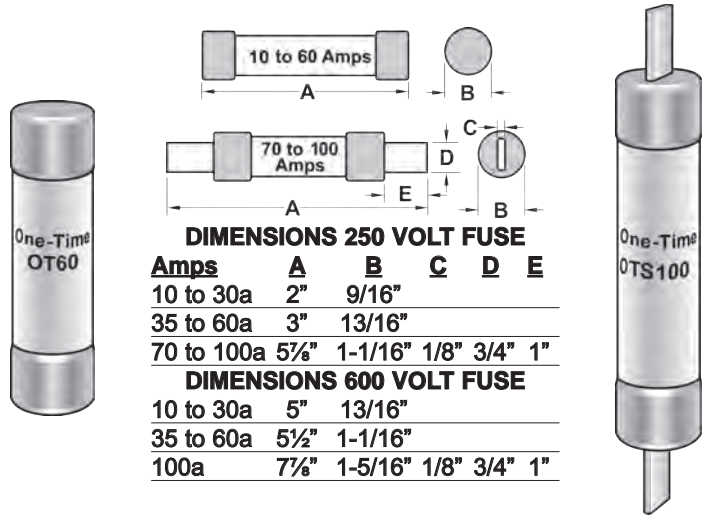 10 to 60 Amps
A
B
C
70 to 100
Amps
D
E
A
B
One-Time
OT60
One-Time
OTS100
DIMENSIONS 250 VOLT FUSE
Amps A B C D E
10 to 30a 2” 9/16”
35 to 60a 3” 13/16”
70 to 100a 5⅞” 1-1/16” 1/8” 3/4” 1”
DIMENSIONS 600 VOLT FUSE
10 to 30a 5” 13/16”
35 to 60a 5½” 1-1/16”
100a 7⅞” 1-5/16” 1/8” 3/4” 1”